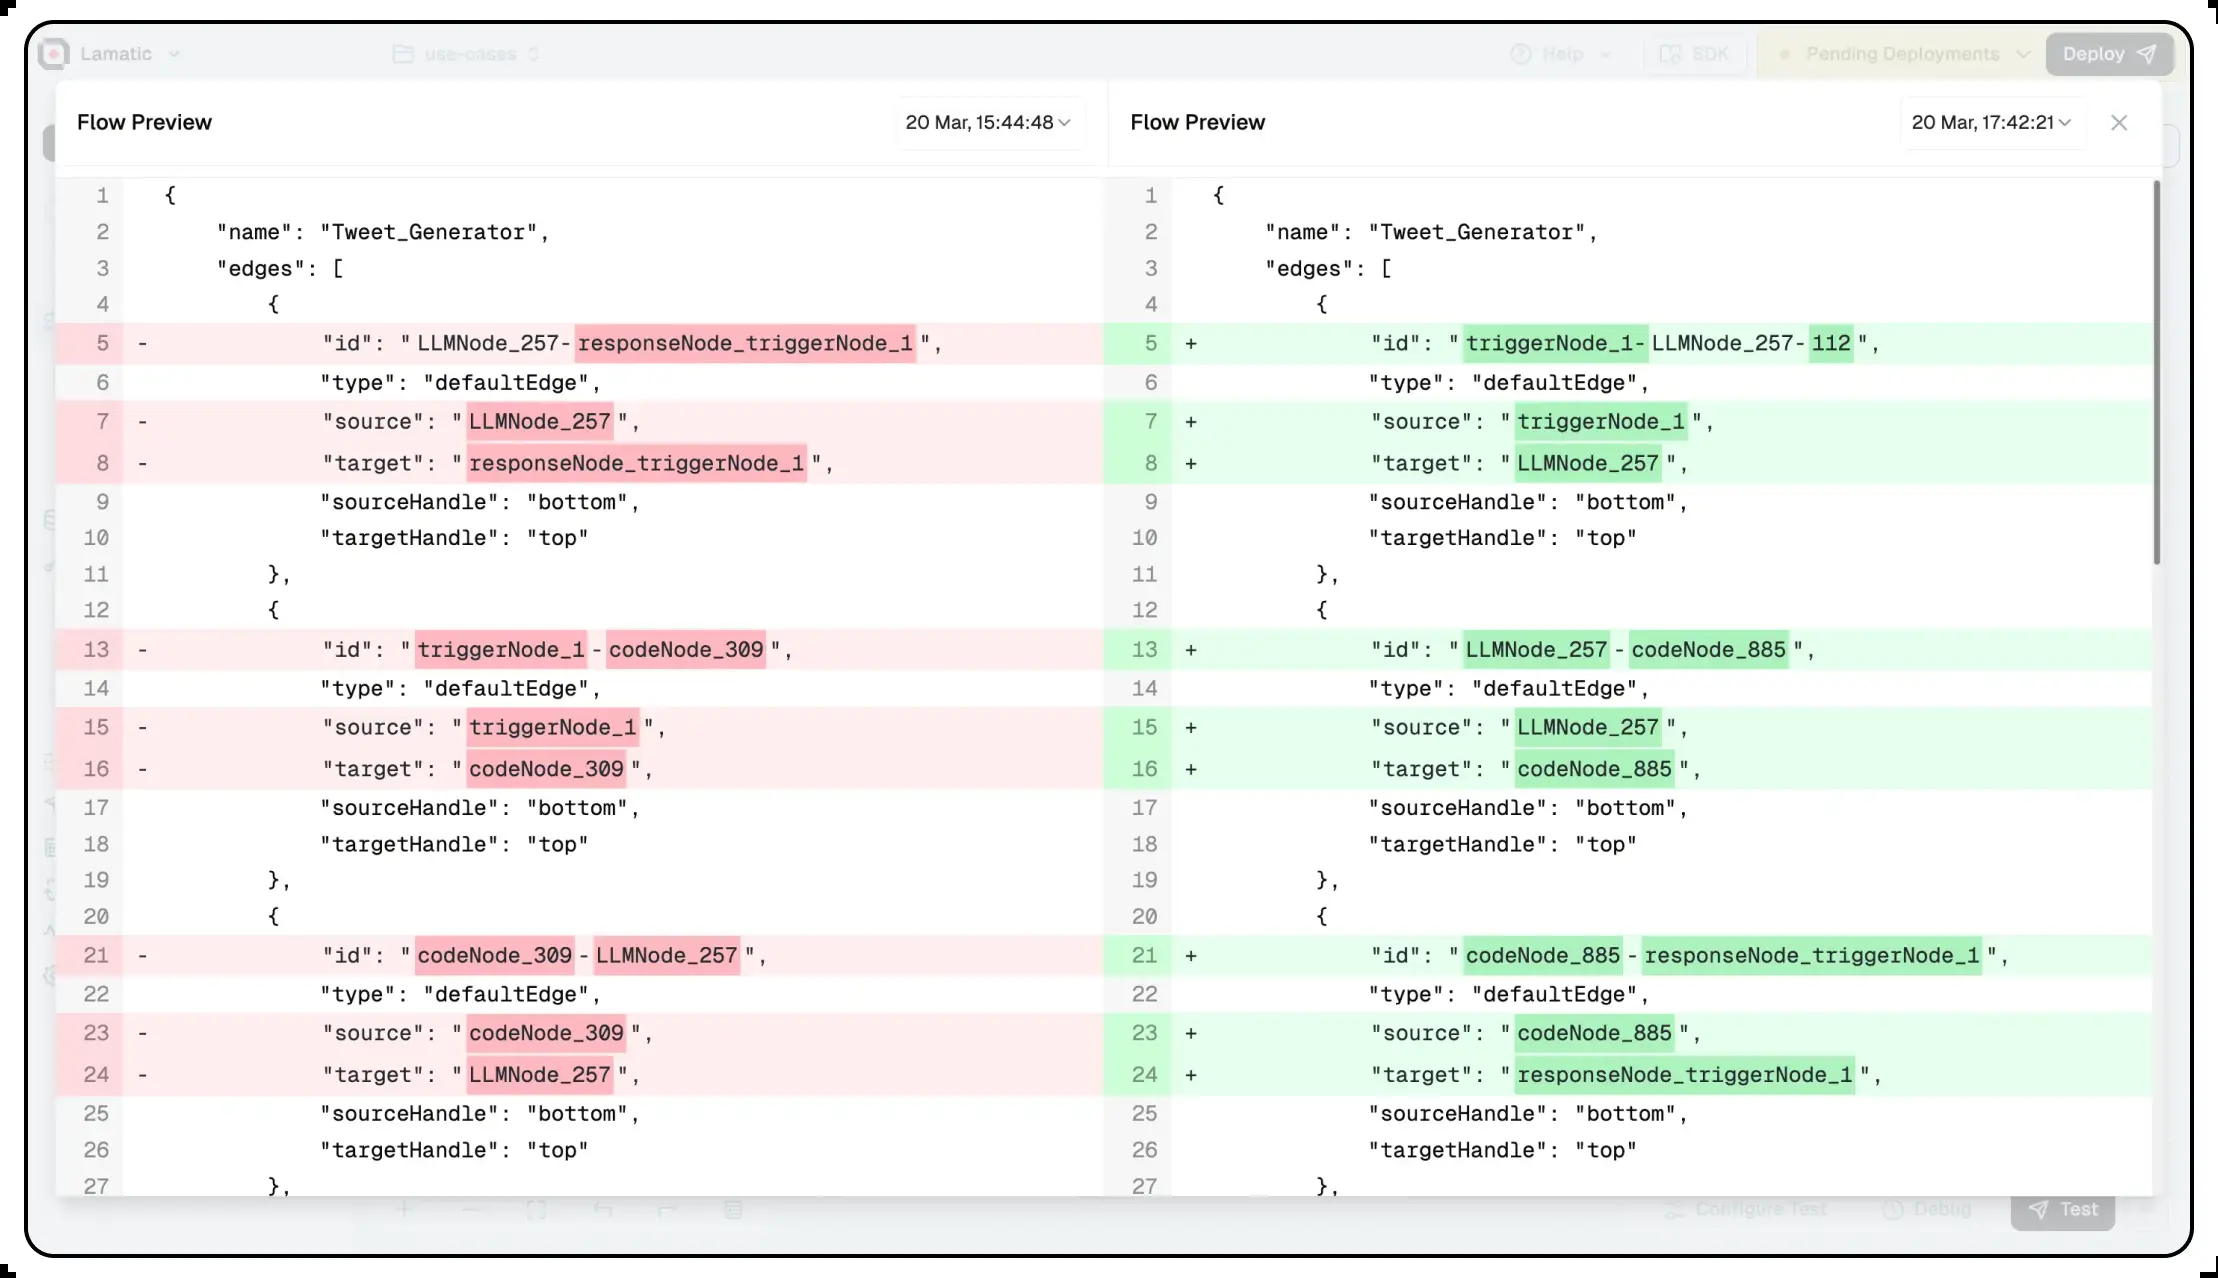 Lamatic
use-cases
Help
SDK
Pending Deployments
Deploy
Flow Preview
20 Mar, 15:44:48
1 {
2 "name": "Tweet_Generator",
3 "edges": [
4 {
5 - "id": "LLMNode_257-responseNode_triggerNode_1",
6 "type": "defaultEdge",
7 - "source": "LLMNode_257",
8 - "target": "responseNode_triggerNode_1",
9 "sourceHandle": "bottom",
10 "targetHandle": "top"
11 },
12 {
13 - "id": "triggerNode_1-codeNode_309",
14 "type": "defaultEdge",
15 - "source": "triggerNode_1",
16 - "target": "codeNode_309",
17 "sourceHandle": "bottom",
18 "targetHandle": "top"
19 },
20 {
21 - "id": "codeNode_309-LLMNode_257",
22 "type": "defaultEdge",
23 - "source": "codeNode_309",
24 - "target": "LLMNode_257",
25 "sourceHandle": "bottom",
26 "targetHandle": "top"
27 },
Flow Preview
20 Mar, 17:42:21
1 {
2 "name": "Tweet_Generator",
3 "edges": [
4 {
5 + "id": "triggerNode_1-LLMNode_257-112",
6 "type": "defaultEdge",
7 + "source": "triggerNode_1",
8 + "target": "LLMNode_257",
9 "sourceHandle": "bottom",
10 "targetHandle": "top"
11 },
12 {
13 + "id": "LLMNode_257-codeNode_885",
14 "type": "defaultEdge",
15 + "source": "LLMNode_257",
16 + "target": "codeNode_885",
17 "sourceHandle": "bottom",
18 "targetHandle": "top"
19 },
20 {
21 + "id": "codeNode_885-responseNode_triggerNode_1",
22 "type": "defaultEdge",
23 + "source": "codeNode_885",
24 + "target": "responseNode_triggerNode_1",
25 "sourceHandle": "bottom",
26 "targetHandle": "top"
27 },
Configure Test
Debug
Test